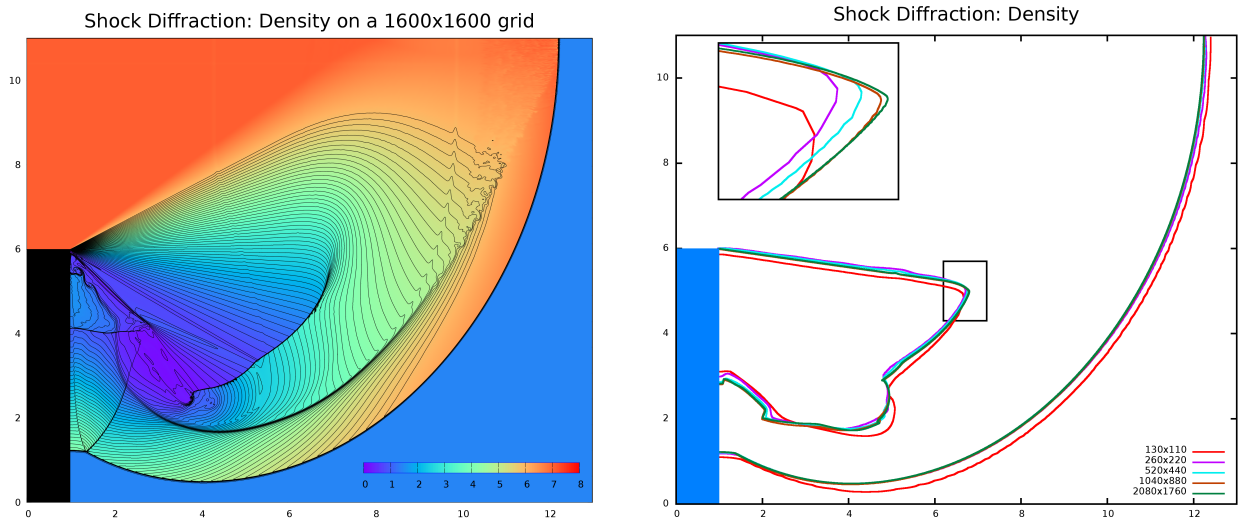 Shock Diffraction: Density on a 1600x1600 grid
10
8
6
4
2
0
0 1 2 3 4 5 6 7 8
0 2 4 6 8 10 12
Shock Diffraction: Density
10
8
6
4
2
0
130x110
260x220
520x440
1040x880
2080x1760
0 2 4 6 8 10 12